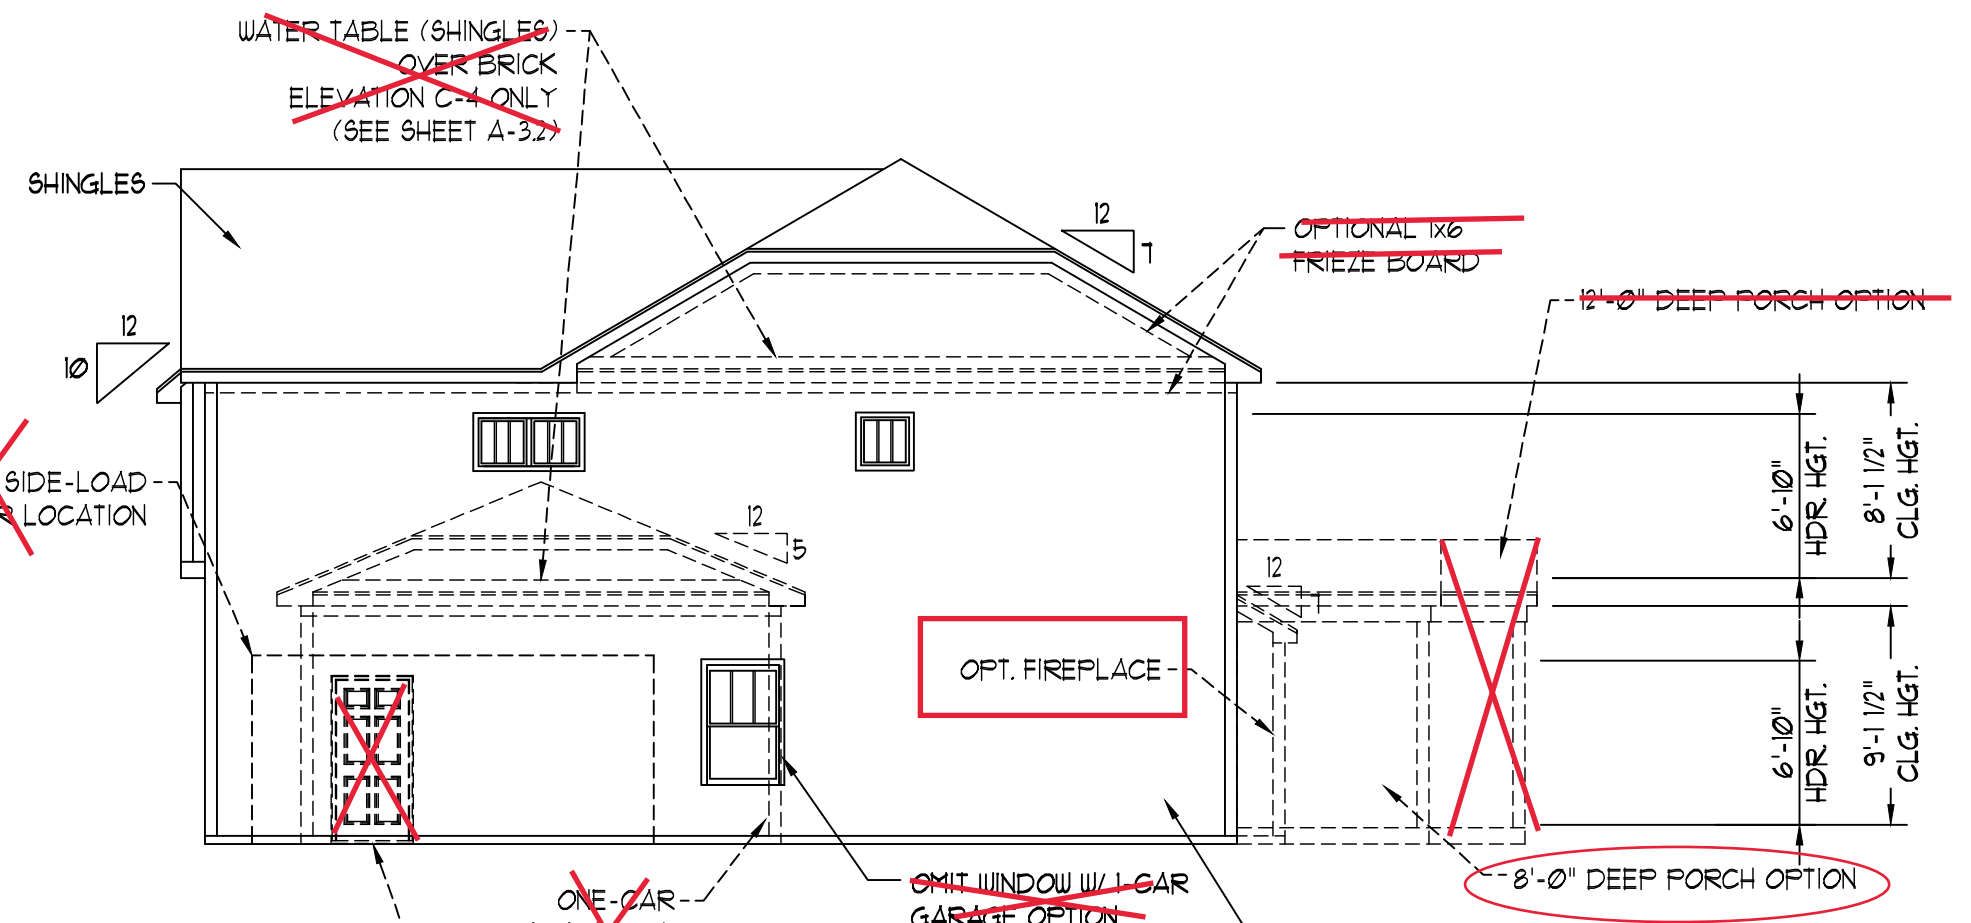 WATER TABLE (SHINGLES)
OVER BRICK
ELEVATION C-4 ONLY
(SEE SHEET A-3.2)
SHINGLES
12
7
OPTIONAL 1x6
FRIEZE BOARD
12'-0" DEEP PORCH OPTION
12
10
SIDE-LOAD
LOCATION
12
5
12
7
6'-10"
HDR. HGT.
8'-1 1/2"
CLG. HGT.
OPT. FIREPLACE
6'-10"
HDR. HGT.
9'-1 1/2"
CLG. HGT.
8'-0" DEEP PORCH OPTION
ONE-CAR
OMIT WINDOW W/ 1-CAR
GARAGE OPTION